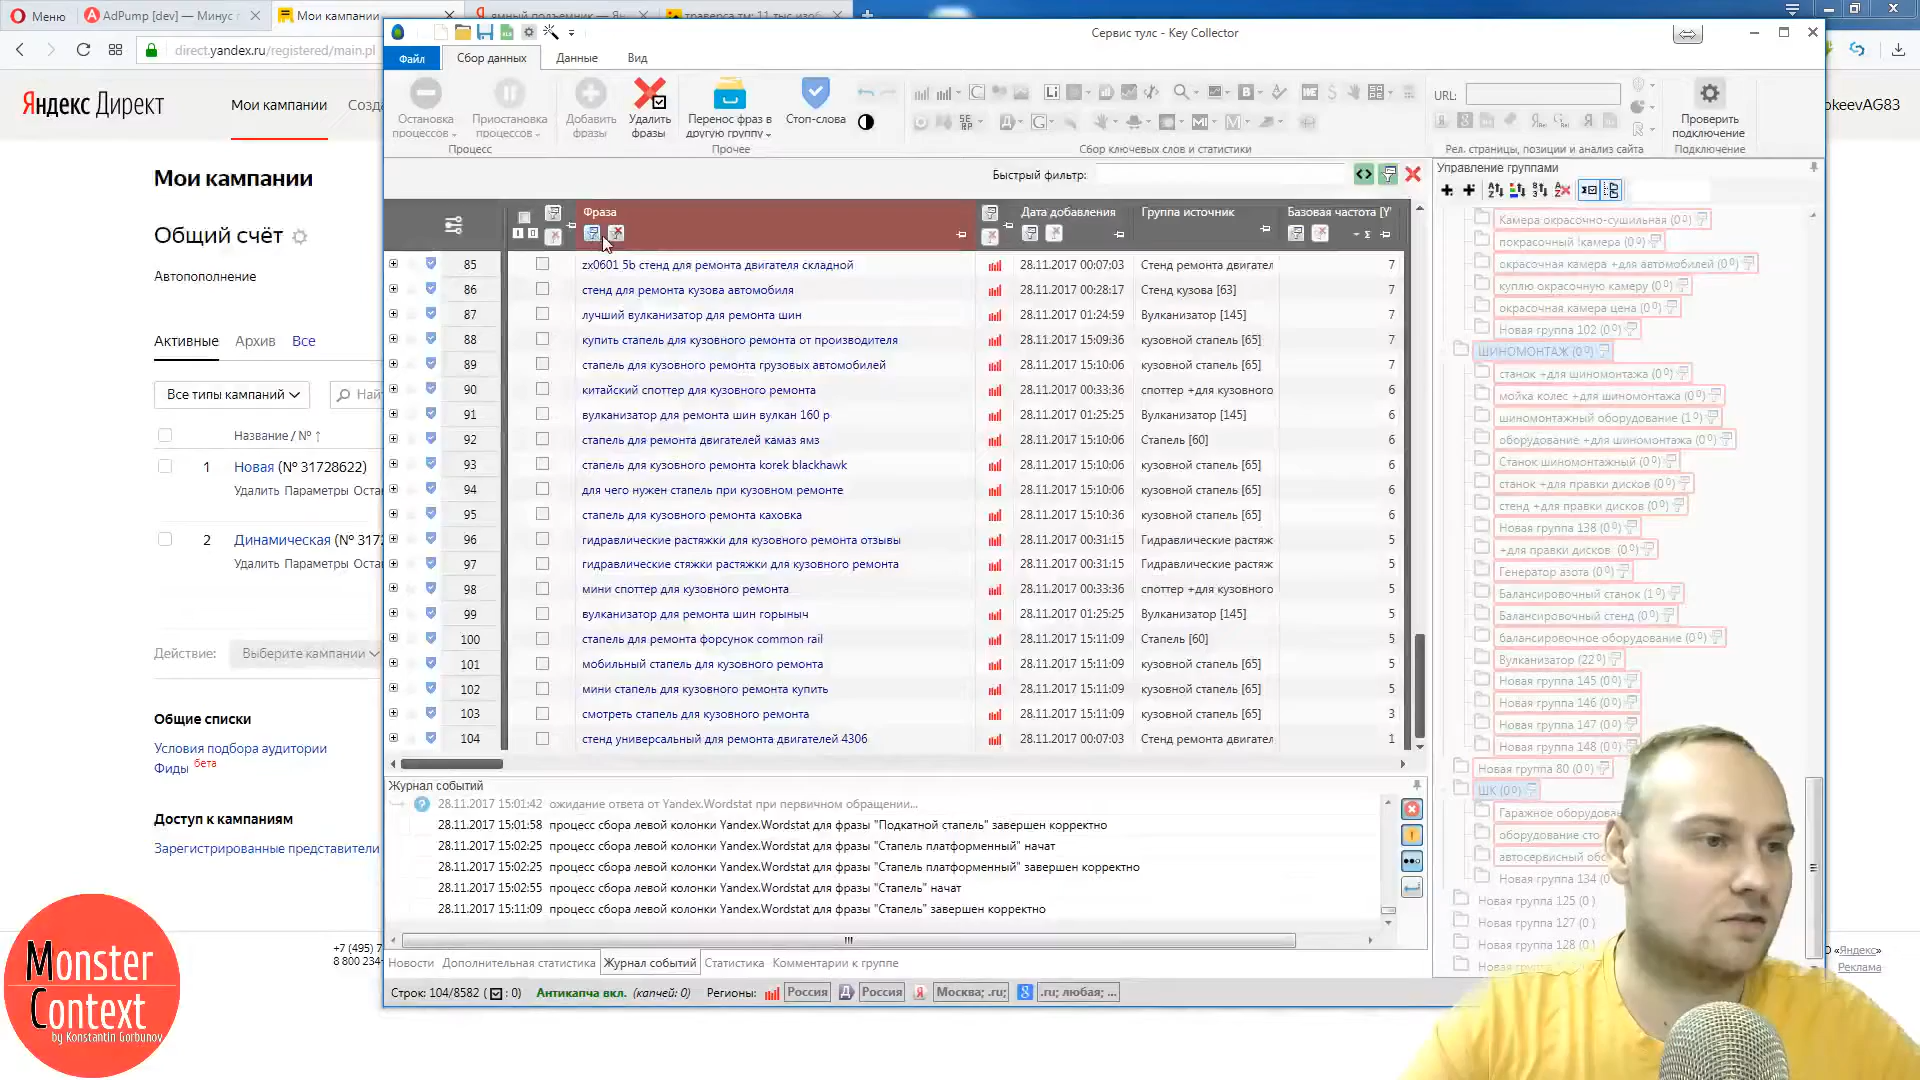 Меню
AdPump [dev] — Минус
Мои кампании
ямный подъемник — Ян
траверса тм: 11 тыс изоб
direct.yandex.ru/registered/main.pl
Яндекс Директ
Мои кампании
Созда
okeevAG83
Мои кампании
Общий счёт
Автопополнение
Активные Архив Все
Все типы кампаний
Най
Название / № ↑
1 Новая (№ 31728622)
Удалить Параметры Остан
2 Динамическая (№ 3172
Удалить Параметры Остан
Действие: Выберите кампании
Общие списки
Условия подбора аудитории
Фиды бета
Доступ к кампаниям
Зарегистрированные представители
+7 (495) 7
8 800 234-
Monster
Context
by Konstantin Gorbunov
Сервис тулс - Key Collector
Файл Сбор данных Данные Вид
Остановка процессов
Приостановка процессов
Добавить фразы
Удалить фразы
Перенос фраз в другую группу
Стоп-слова
URL:
Проверить подключение
Процесс
Прочее
Сбор ключевых слов и статистики
Рел. страницы, позиции и анализ сайта
Подключение
Быстрый фильтр:
Фраза Дата добавления Группа источник Базовая частота [Y
85 zx0601 5b стенд для ремонта двигателя складной 28.11.2017 00:07:03 Стенд ремонта двигател 7
86 стенд для ремонта кузова автомобиля 28.11.2017 00:28:17 Стенд кузова [63] 7
87 лучший вулканизатор для ремонта шин 28.11.2017 01:24:59 Вулканизатор [145] 7
88 купить стапель для кузовного ремонта от производителя 28.11.2017 15:09:36 кузовной стапель [65] 7
89 стапель для кузовного ремонта грузовых автомобилей 28.11.2017 15:10:06 кузовной стапель [65] 7
90 китайский споттер для кузовного ремонта 28.11.2017 00:33:36 споттер +для кузовного 6
91 вулканизатор для ремонта шин вулкан 160 р 28.11.2017 01:25:25 Вулканизатор [145] 6
92 стапель для ремонта двигателей камаз ямз 28.11.2017 15:10:06 Стапель [60] 6
93 стапель для кузовного ремонта korek blackhawk 28.11.2017 15:10:06 кузовной стапель [65] 6
94 для чего нужен стапель при кузовном ремонте 28.11.2017 15:10:06 кузовной стапель [65] 6
95 стапель для кузовного ремонта каховка 28.11.2017 15:10:36 кузовной стапель [65] 6
96 гидравлические растяжки для кузовного ремонта отзывы 28.11.2017 00:31:15 Гидравлические растяж 5
97 гидравлические стяжки растяжки для кузовного ремонта 28.11.2017 00:31:15 Гидравлические растяж 5
98 мини споттер для кузовного ремонта 28.11.2017 00:33:36 споттер +для кузовного 5
99 вулканизатор для ремонта шин горыныч 28.11.2017 01:25:25 Вулканизатор [145] 5
100 стапель для ремонта форсунок common rail 28.11.2017 15:11:09 Стапель [60] 5
101 мобильный стапель для кузовного ремонта 28.11.2017 15:11:09 кузовной стапель [65] 5
102 мини стапель для кузовного ремонта купить 28.11.2017 15:11:09 кузовной стапель [65] 5
103 смотреть стапель для кузовного ремонта 28.11.2017 15:11:09 кузовной стапель [65] 3
104 стенд универсальный для ремонта двигателей 4306 28.11.2017 00:07:03 Стенд ремонта двигател 1
Журнал событий
28.11.2017 15:01:42 ожидание ответа от Yandex.Wordstat при первичном обращении...
28.11.2017 15:01:58 процесс сбора левой колонки Yandex.Wordstat для фразы "Подкатной стапель" завершен корректно
28.11.2017 15:02:25 процесс сбора левой колонки Yandex.Wordstat для фразы "Стапель платформенный" начат
28.11.2017 15:02:25 процесс сбора левой колонки Yandex.Wordstat для фразы "Стапель платформенный" завершен корректно
28.11.2017 15:02:55 процесс сбора левой колонки Yandex.Wordstat для фразы "Стапель" начат
28.11.2017 15:11:09 процесс сбора левой колонки Yandex.Wordstat для фразы "Стапель" завершен корректно
Новости Дополнительная статистика Журнал событий Статистика Комментарии к группе
Строк: 104/8582 ( : 0) Антикапча вкл. (капчей: 0) Регионы: Россия Россия Москва; .ru; .ru; любая; ...
Управление группами
Камера окрасочно-сушильная (0 0)
покрасочный !камера (0 0)
окрасочная камера +для автомобилей (0 0)
куплю окрасочную камеру (0 0)
окрасочная камера цена (0 0)
Новая группа 102 (0 0)
ШИНОМОНТАЖ (0 0)
станок +для шиномонтажа (0 0)
мойка колес +для шиномонтажа (0 0)
шиномонтажный оборудование (1 0)
оборудование +для шиномонтажа (0 0)
Станок шиномонтажный (0 0)
станок +для правки дисков (0 0)
стенд +для правки дисков (0 0)
Новая группа 138 (0 0)
+для правки дисков (0 0)
Генератор азота (0 0)
Балансировочный станок (1 0)
Балансировочный стенд (0 0)
балансировочное оборудование (0 0)
Вулканизатор (22 0)
Новая группа 145 (0 0)
Новая группа 146 (0 0)
Новая группа 147 (0 0)
Новая группа 148 (0 0)
Новая группа 80 (0 0)
ШК (0 0)
Гаражное оборудова
оборудование сто
автосервисный об
Новая группа 134 (0
Новая группа 125 (0 )
Новая группа 127 (0 )
Новая группа 128 (0 )
«Яндекс»
Реклама